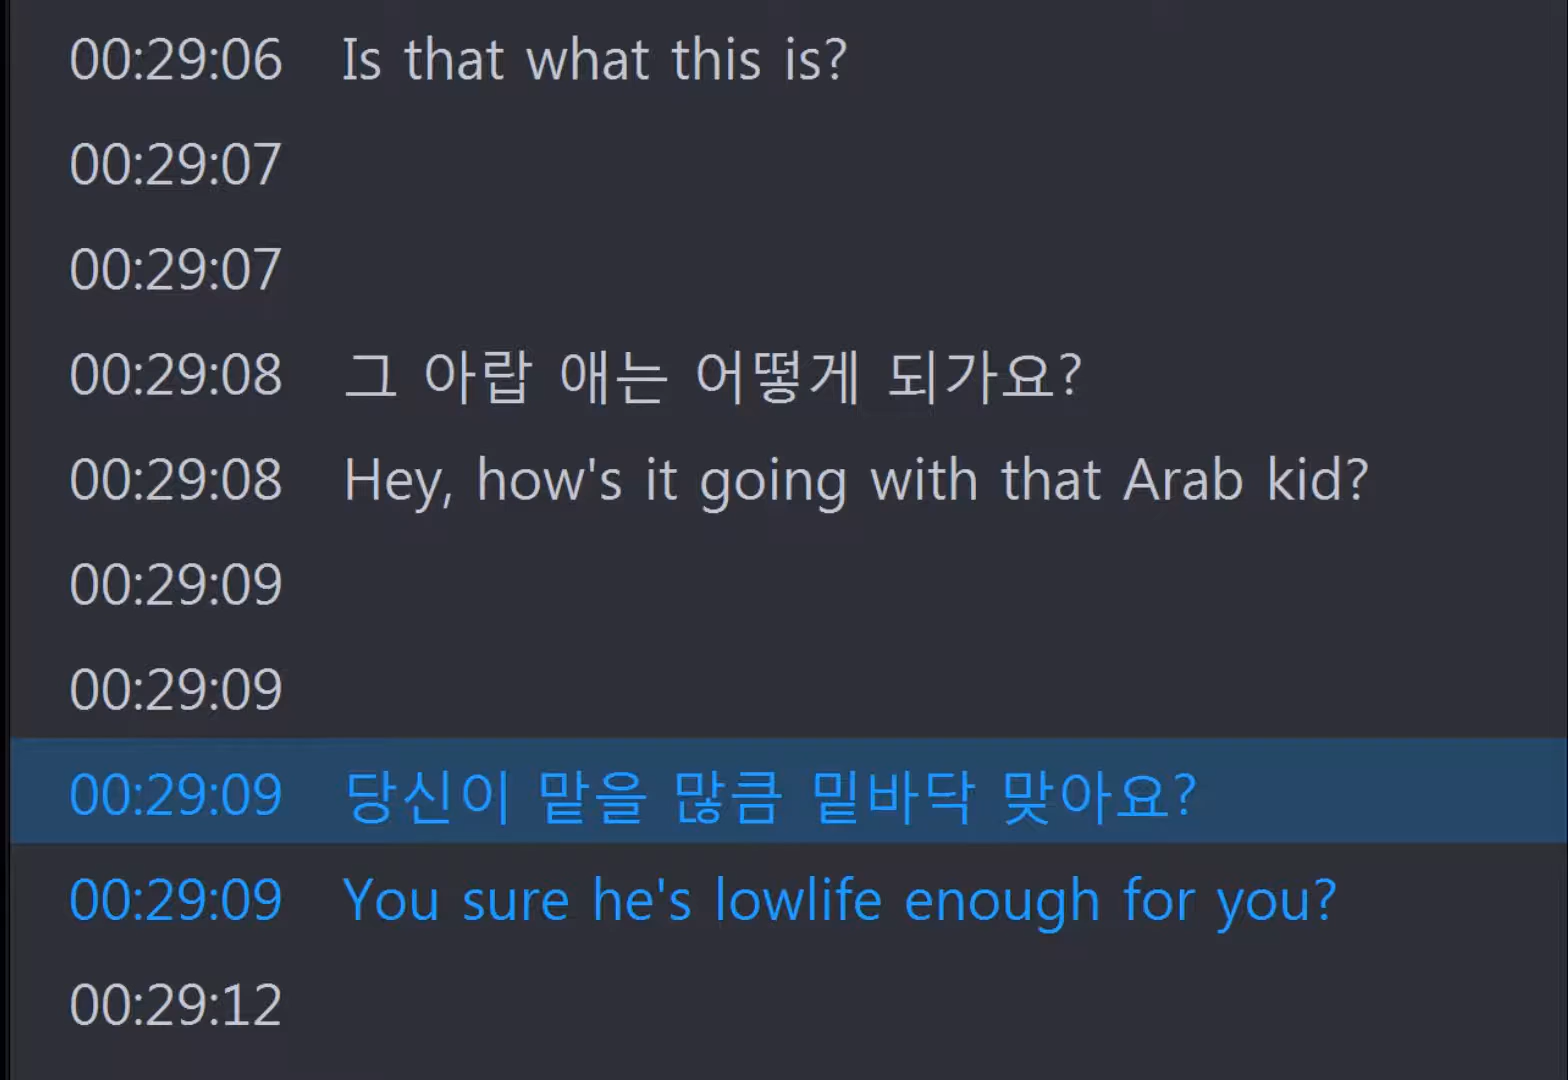 00:29:06 Is that what this is?
00:29:07
00:29:07
00:29:08 그 아랍 애는 어떻게 되가요?
00:29:08 Hey, how's it going with that Arab kid?
00:29:09
00:29:09
00:29:09 당신이 맡을 많큼 밑바닥 맞아요?
00:29:09 You sure he's lowlife enough for you?
00:29:12